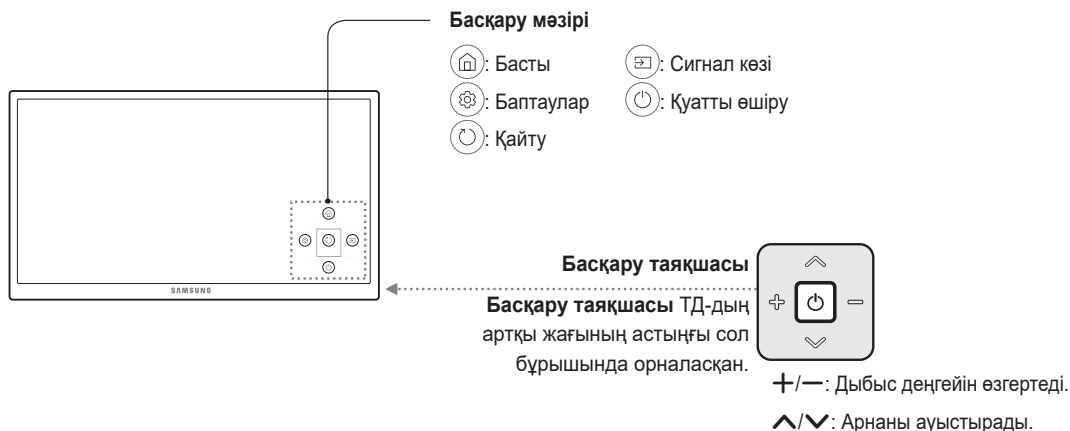 Басқару мәзірі
: Басты
: Сигнал көзі
: Баптаулар
: Қуатты өшіру
: Қайту
SAMSUNG
Басқару таяқшасы
Басқару таяқшасы ТД-дың
артқы жағының астыңғы сол
бұрышында орналасқан.
+/−: Дыбыс деңгейін өзгертеді.
∧/∨: Арнаны ауыстырады.